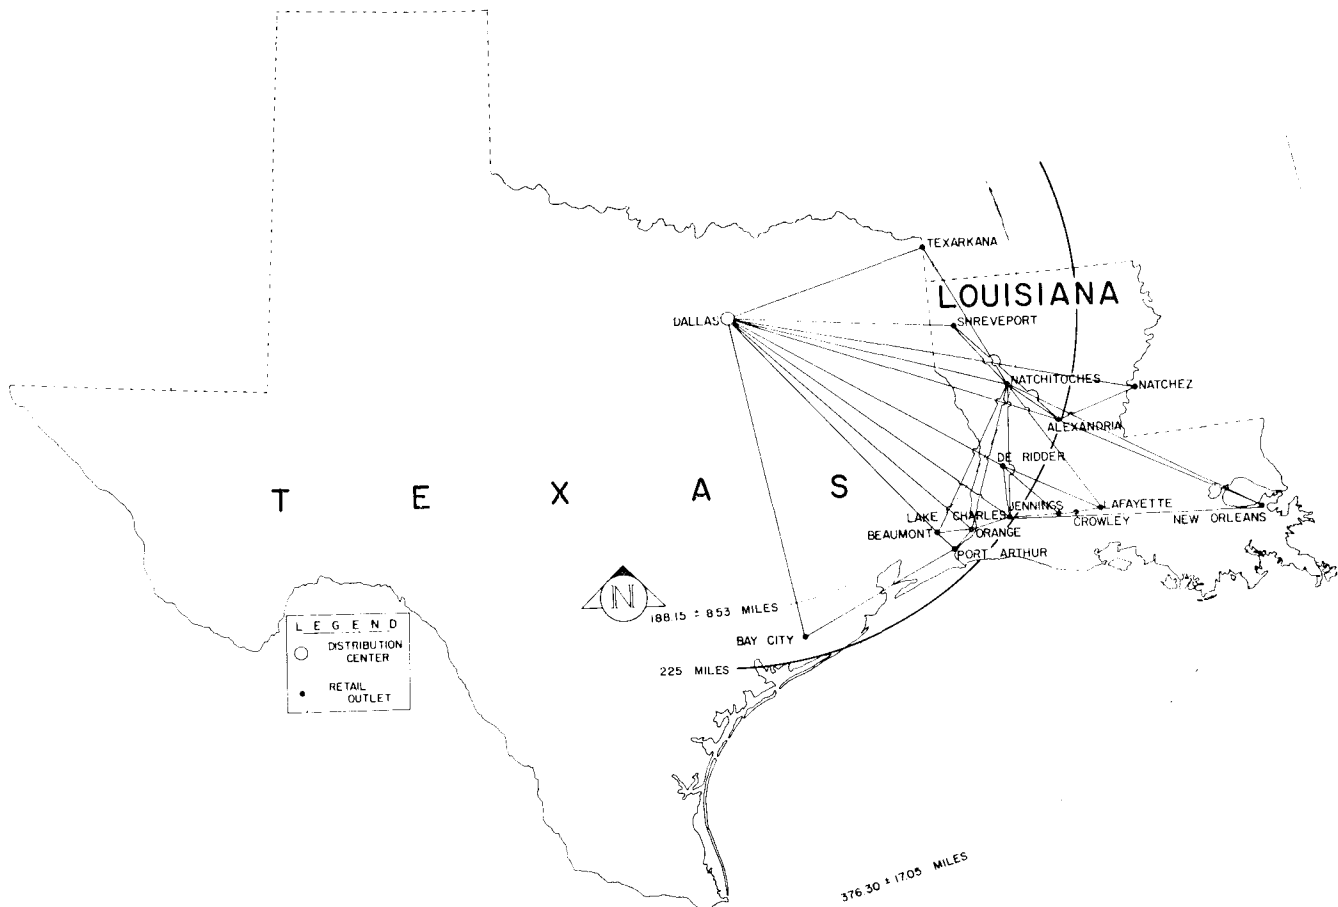 TEXARKANA
LOUISIANA
DALLAS
SHREVEPORT
NATCHITOCHES
NATCHEZ
ALEXANDRIA
DE RIDDER
T E X A S
LAKE CHARLES
JENNINGS
LAFAYETTE
CROWLEY
NEW ORLEANS
BEAUMONT
ORANGE
PORT ARTHUR
N
188.15 ± 8.53 MILES
BAY CITY
225 MILES
LEGEND
DISTRIBUTION
CENTER
RETAIL
OUTLET
376.30 ± 17.05 MILES